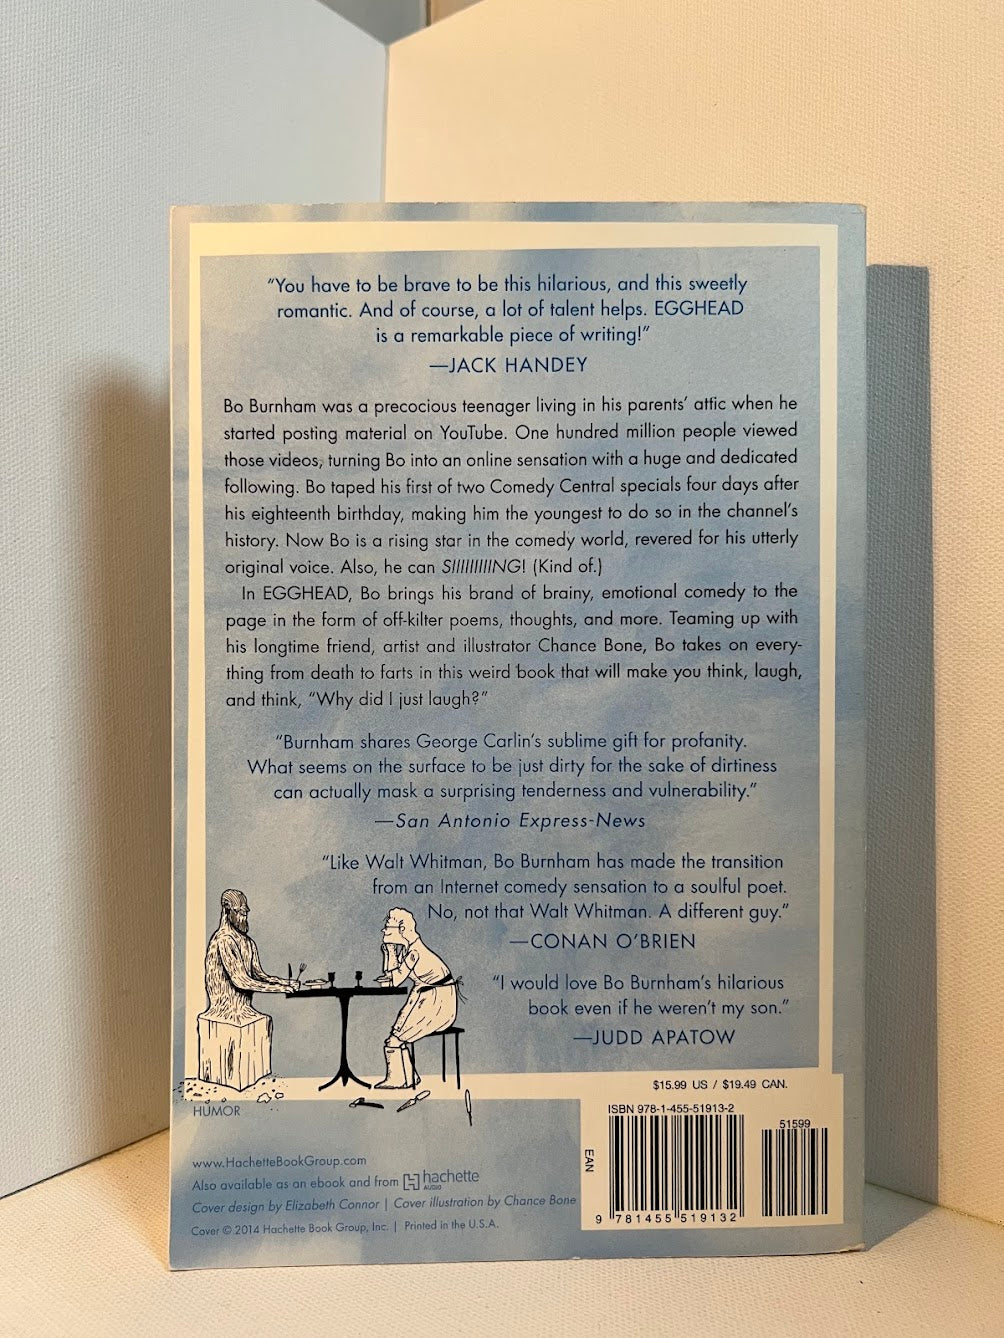 “You have to be brave to be this hilarious, and this sweetly
romantic. And of course, a lot of talent helps. EGGHEAD
is a remarkable piece of writing!”
—JACK HANDEY
Bo Burnham was a precocious teenager living in his parents’ attic when he
started posting material on YouTube. One hundred million people viewed
those videos, turning Bo into an online sensation with a huge and dedicated
following. Bo taped his first of two Comedy Central specials four days after
his eighteenth birthday, making him the youngest to do so in the channel’s
history. Now Bo is a rising star in the comedy world, revered for his utterly
original voice. Also, he can SIIIIIIIIING! (Kind of.)
In EGGHEAD, Bo brings his brand of brainy, emotional comedy to the
page in the form of off-kilter poems, thoughts, and more. Teaming up with
his longtime friend, artist and illustrator Chance Bone, Bo takes on every-
thing from death to farts in this weird book that will make you think, laugh,
and think, “Why did I just laugh?”
“Burnham shares George Carlin’s sublime gift for profanity.
What seems on the surface to be just dirty for the sake of dirtiness
can actually mask a surprising tenderness and vulnerability.”
—San Antonio Express-News
“Like Walt Whitman, Bo Burnham has made the transition
from an Internet comedy sensation to a soulful poet.
No, not that Walt Whitman. A different guy.”
—CONAN O’BRIEN
“I would love Bo Burnham’s hilarious
book even if he weren’t my son.”
—JUDD APATOW
$15.99 US / $19.49 CAN.
HUMOR
ISBN 978-1-455-51913-2
51599
EAN
9 781455 519132
www.HachetteBookGroup.com
Also available as an ebook and from hachette AUDIO
Cover design by Elizabeth Connor | Cover illustration by Chance Bone
Cover © 2014 Hachette Book Group, Inc. | Printed in the U.S.A.